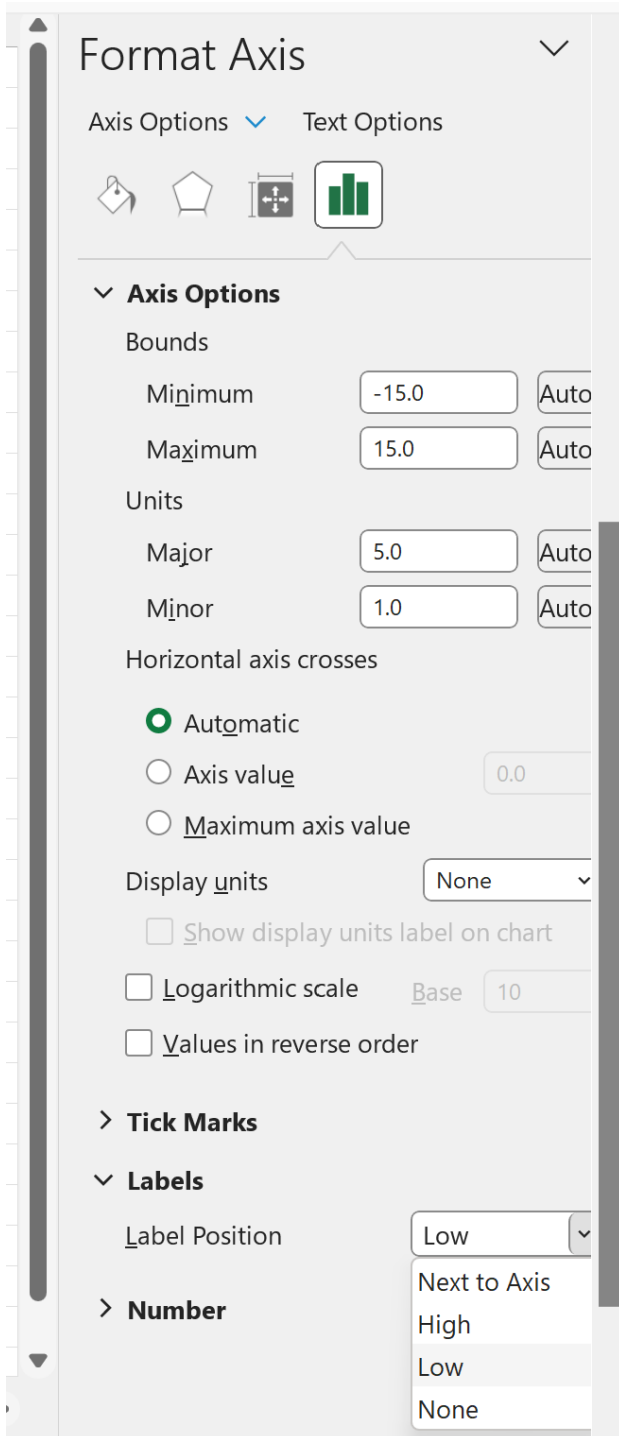 Format Axis
Axis Options Text Options
Axis Options
Bounds
Minimum -15.0 Auto
Maximum 15.0 Auto
Units
Major 5.0 Auto
Minor 1.0 Auto
Horizontal axis crosses
Automatic
Axis value 0.0
Maximum axis value
Display units None
Show display units label on chart
Logarithmic scale Base 10
Values in reverse order
Tick Marks
Labels
Label Position Low
Next to Axis
Number
High
Low
None